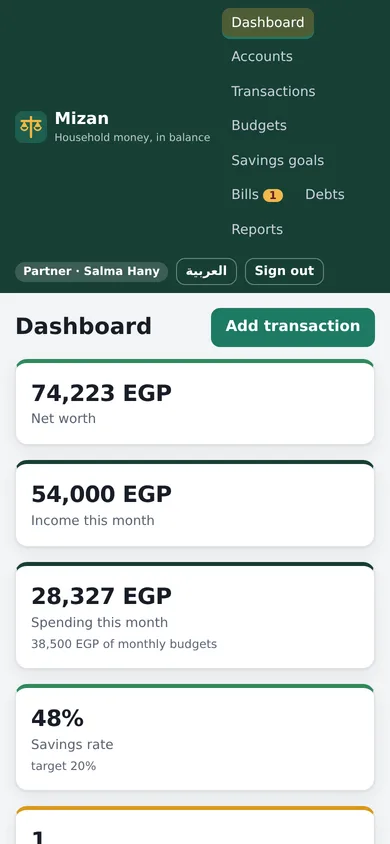 Mizan
Household money, in balance
Dashboard
Accounts
Transactions
Budgets
Savings goals
Bills 1 Debts
Reports
Partner · Salma Hany
العربية
Sign out
Dashboard
Add transaction
74,223 EGP
Net worth
54,000 EGP
Income this month
28,327 EGP
Spending this month
38,500 EGP of monthly budgets
48%
Savings rate
target 20%
1